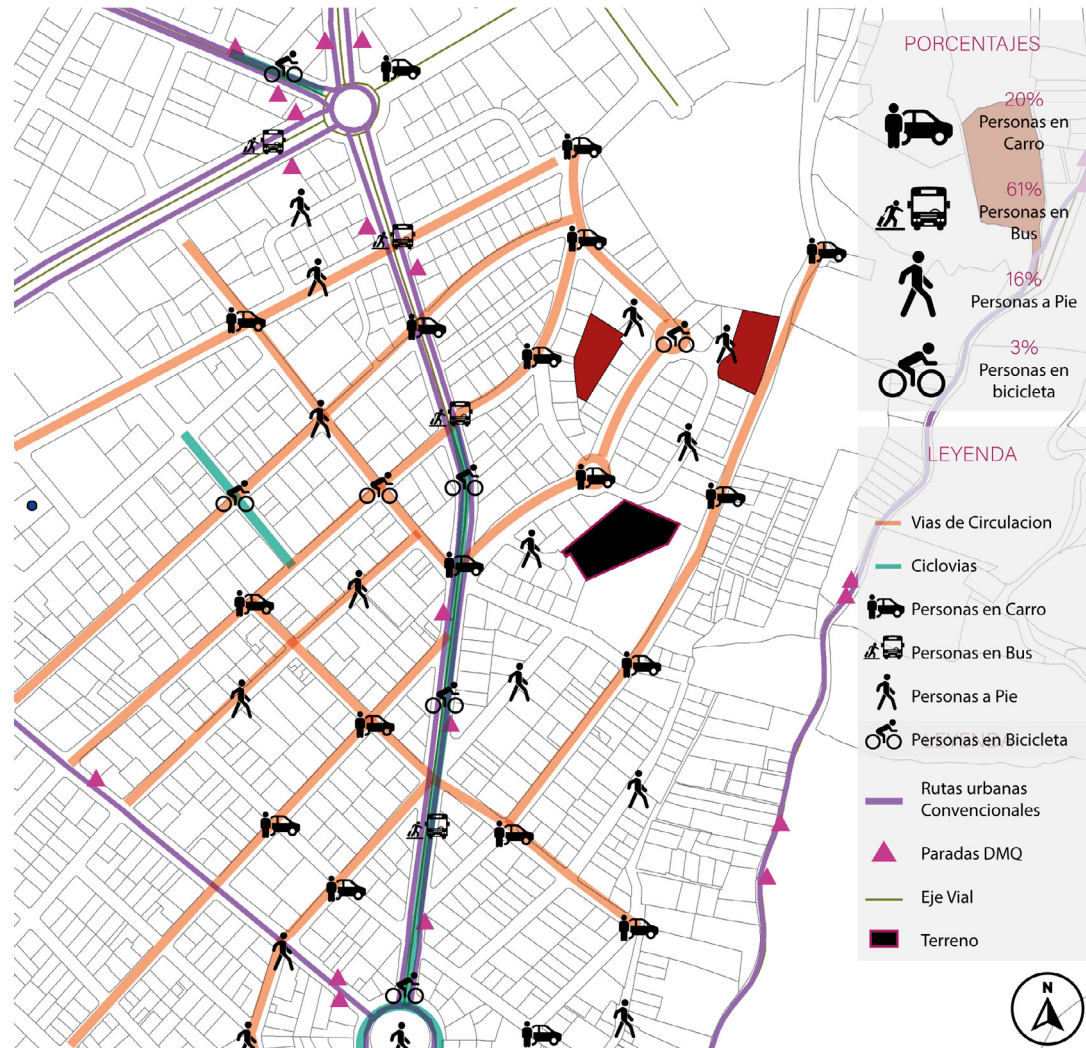 PORCENTAJES
20%
Personas en
Carro
61%
Personas en
Bus
16%
Personas a Pie
3%
Personas en
bicicleta
LEYENDA
Vias de Circulacion
Ciclovias
Personas en Carro
Personas en Bus
Personas a Pie
LEYENDA
Personas en Bicicleta
Rutas urbanas
Convencionales
Paradas DMQ
Eje Vial
Terreno
N